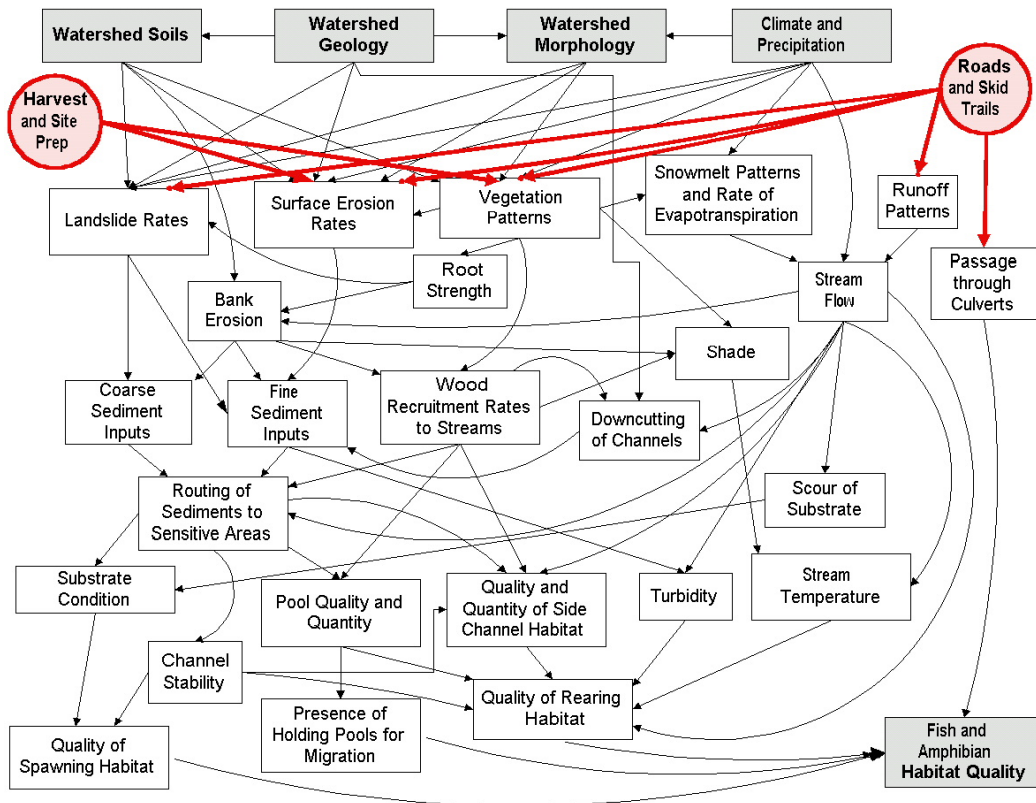 Watershed Soils
Watershed
Geology
Watershed
Morphology
Climate and
Precipitation
Harvest
and Site
Prep
Roads
and Skid
Trails
Landslide Rates
Surface Erosion
Rates
Vegetation
Patterns
Snowmelt Patterns
and Rate of
Evapotranspiration
Runoff
Patterns
Root
Strength
Bank
Erosion
Stream
Flow
Passage
through
Culverts
Shade
Coarse
Sediment
Inputs
Fine
Sediment
Inputs
Wood
Recruitment Rates
to Streams
Downcutting
of Channels
Routing of
Sediments to
Sensitive Areas
Scour of
Substrate
Substrate
Condition
Pool Quality and
Quantity
Quality and
Quantity of Side
Channel Habitat
Turbidity
Stream
Temperature
Channel
Stability
Quality of Rearing
Habitat
Presence of
Holding Pools for
Migration
Quality of
Spawning Habitat
Fish and
Amphibian
Habitat Quality